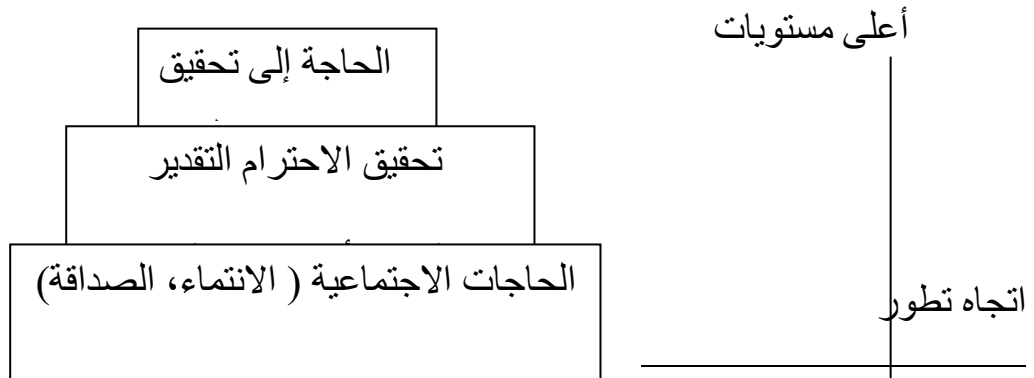 أعلى مستويات
الحاجة إلى تحقيق
تحقيق الاحترام التقدير
الحاجات الاجتماعية ( الانتماء، الصداقة)
اتجاه تطور